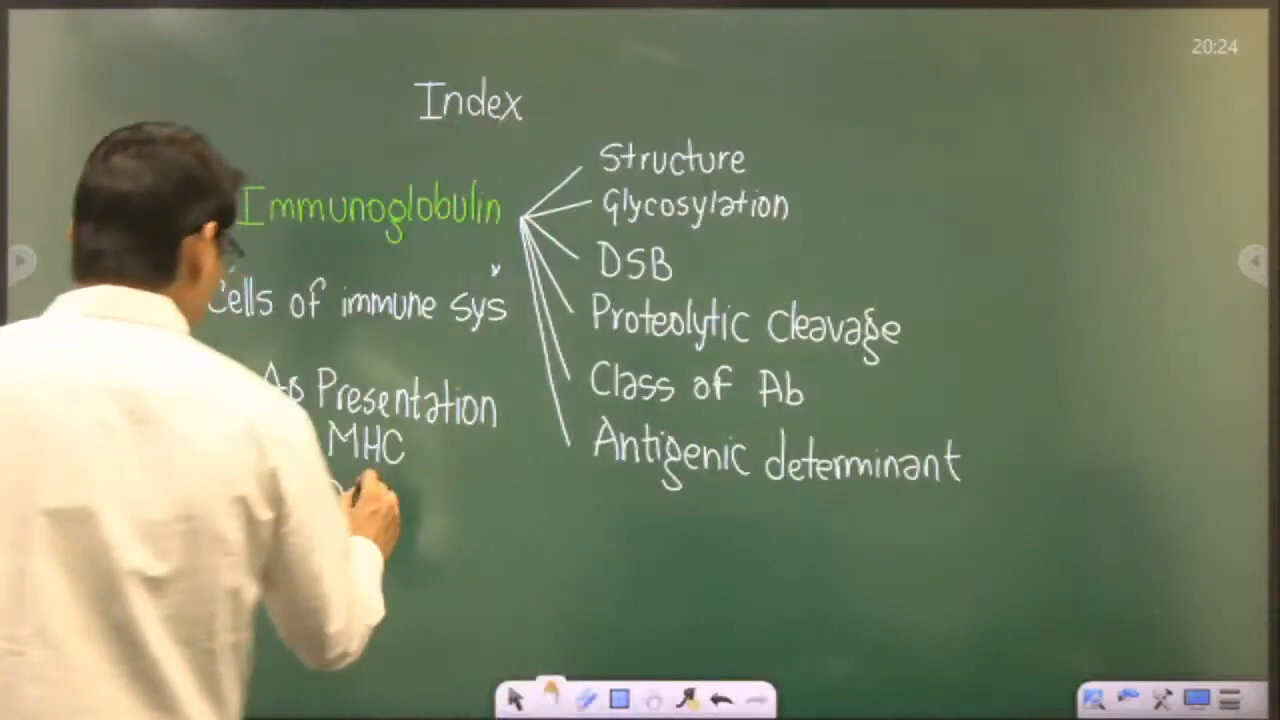 20:24
Index
Immunoglobulin
Structure
Glycosylation
DSB
Proteolytic Cleavage
Class of Ab
Antigenic determinant
Cells of immune sys
Presentation
MHC